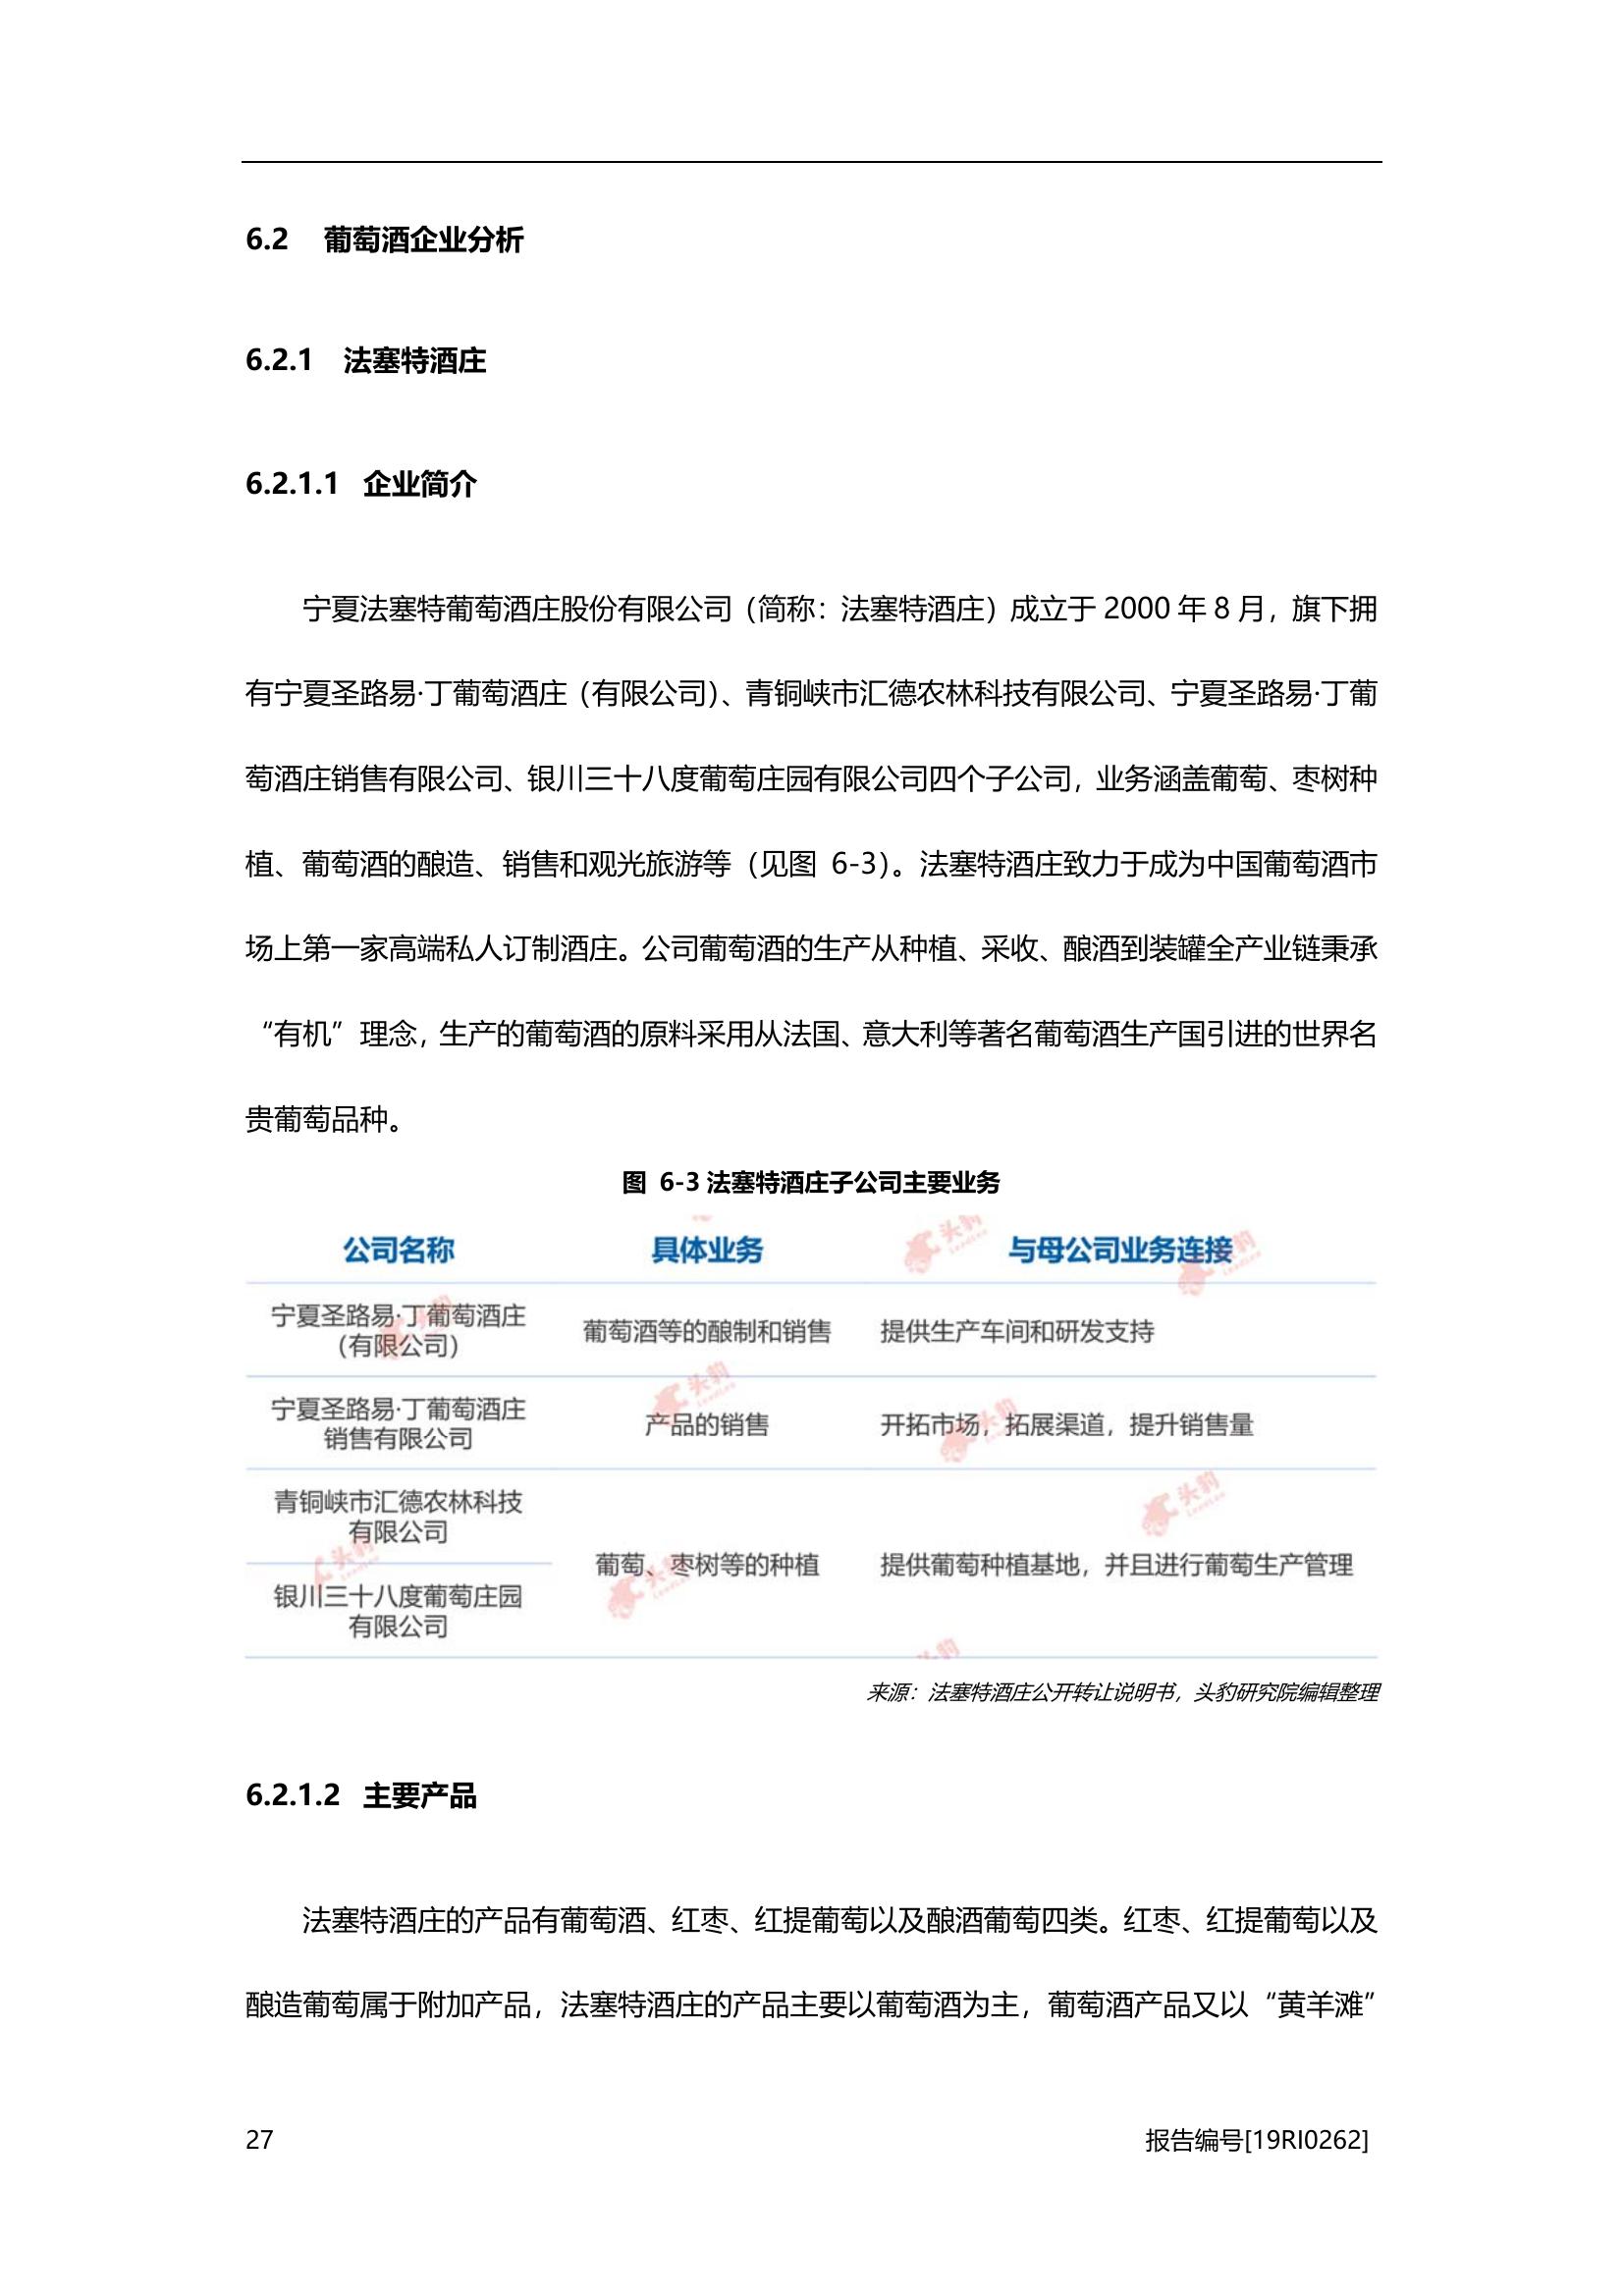 6.2 葡萄酒企业分析
6.2.1 法塞特酒庄
6.2.1.1 企业简介
宁夏法塞特葡萄酒庄股份有限公司（简称：法塞特酒庄）成立于 2000 年 8 月，旗下拥
有宁夏圣路易·丁葡萄酒庄（有限公司）、青铜峡市汇德农林科技有限公司、宁夏圣路易·丁葡
萄酒庄销售有限公司、银川三十八度葡萄庄园有限公司四个子公司，业务涵盖葡萄、枣树种
植、葡萄酒的酿造、销售和观光旅游等（见图 6-3）。法塞特酒庄致力于成为中国葡萄酒市
场上第一家高端私人订制酒庄。公司葡萄酒的生产从种植、采收、酿酒到装罐全产业链秉承
“有机”理念，生产的葡萄酒的原料采用从法国、意大利等著名葡萄酒生产国引进的世界名
贵葡萄品种。
图 6-3 法塞特酒庄子公司主要业务
公司名称 具体业务 与母公司业务连接
宁夏圣路易·丁葡萄酒庄
（有限公司）
葡萄酒等的酿制和销售 提供生产车间和研发支持
宁夏圣路易·丁葡萄酒庄
销售有限公司
产品的销售 开拓市场，拓展渠道，提升销售量
青铜峡市汇德农林科技
有限公司
葡萄、枣树等的种植 提供葡萄种植基地，并且进行葡萄生产管理
银川三十八度葡萄庄园
有限公司
来源：法塞特酒庄公开转让说明书，头豹研究院编辑整理
6.2.1.2 主要产品
法塞特酒庄的产品有葡萄酒、红枣、红提葡萄以及酿酒葡萄四类。红枣、红提葡萄以及
酿造葡萄属于附加产品，法塞特酒庄的产品主要以葡萄酒为主，葡萄酒产品又以“黄羊滩”
27 报告编号[19RI0262]